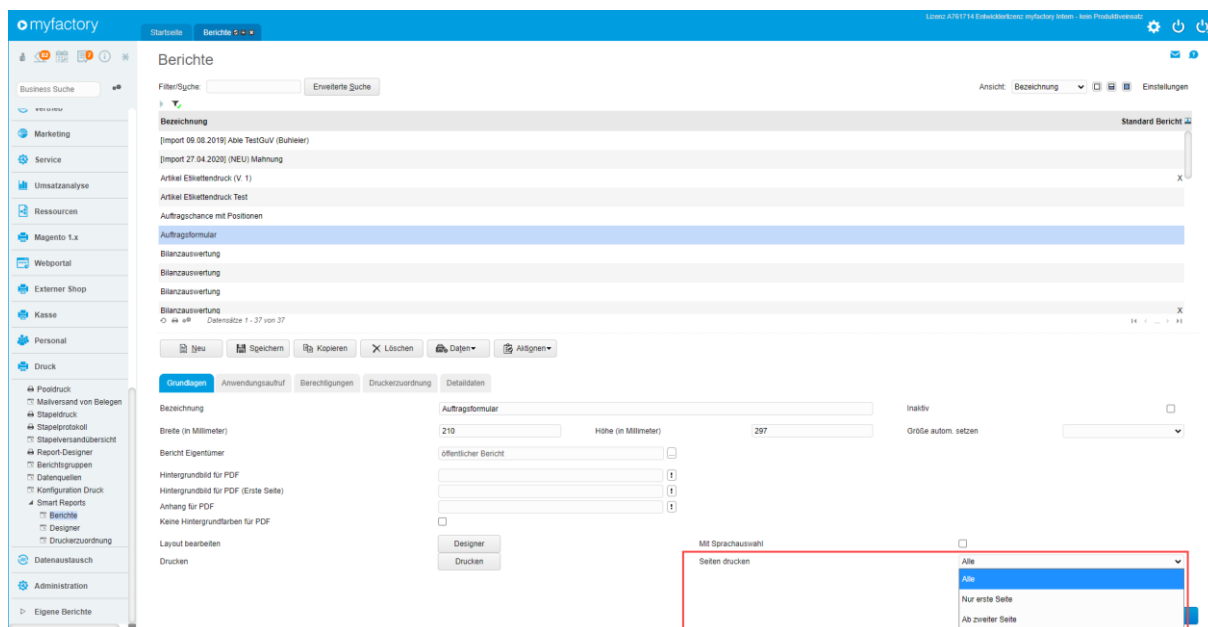 Lizenz A761714 Entwicklerlizenz myfactory Intern - kein Produktiveinsatz
myfactory
Startseite
Berichte
Berichte
Business Suche
Filter/Suche:
Erweiterte Suche
Ansicht: Bezeichnung
Einstellungen
Bezeichnung
Standard Bericht
[Import 09.08.2019] Able TestGuV (Buhleier)
[Import 27.04.2020] (NEU) Mahnung
Artikel Etikettendruck (V. 1) X
Artikel Etikettendruck Test
Auftragschance mit Positionen
Auftragsformular
Bilanzauswertung
Bilanzauswertung
Bilanzauswertung
Bilanzauswertung X
Datensätze 1 - 37 von 37
Vertrieb
Marketing
Service
Umsatzanalyse
Ressourcen
Magento 1.x
Webportal
Externer Shop
Kasse
Personal
Druck
Pooldruck
Mailversand von Belegen
Stapeldruck
Stapelprotokoll
Stapelversandübersicht
Report-Designer
Berichtsgruppen
Datenquellen
Konfiguration Druck
Smart Reports
Berichte
Designer
Druckerzuordnung
Datenaustausch
Administration
Eigene Berichte
Neu
Speichern
Kopieren
Löschen
Daten
Aktionen
Grundlagen
Anwendungsaufruf
Berechtigungen
Druckerzuordnung
Detaildaten
Bezeichnung Auftragsformular Inaktiv
Breite (in Millimeter) 210 Höhe (in Millimeter) 297 Größe autom. setzen
Bericht Eigentümer öffentlicher Bericht ...
Hintergrundbild für PDF
Hintergrundbild für PDF (Erste Seite)
Anhang für PDF
Keine Hintergrundfarben für PDF
Layout bearbeiten Designer Mit Sprachauswahl
Drucken Drucken Seiten drucken Alle
Alle
Nur erste Seite
Ab zweiter Seite